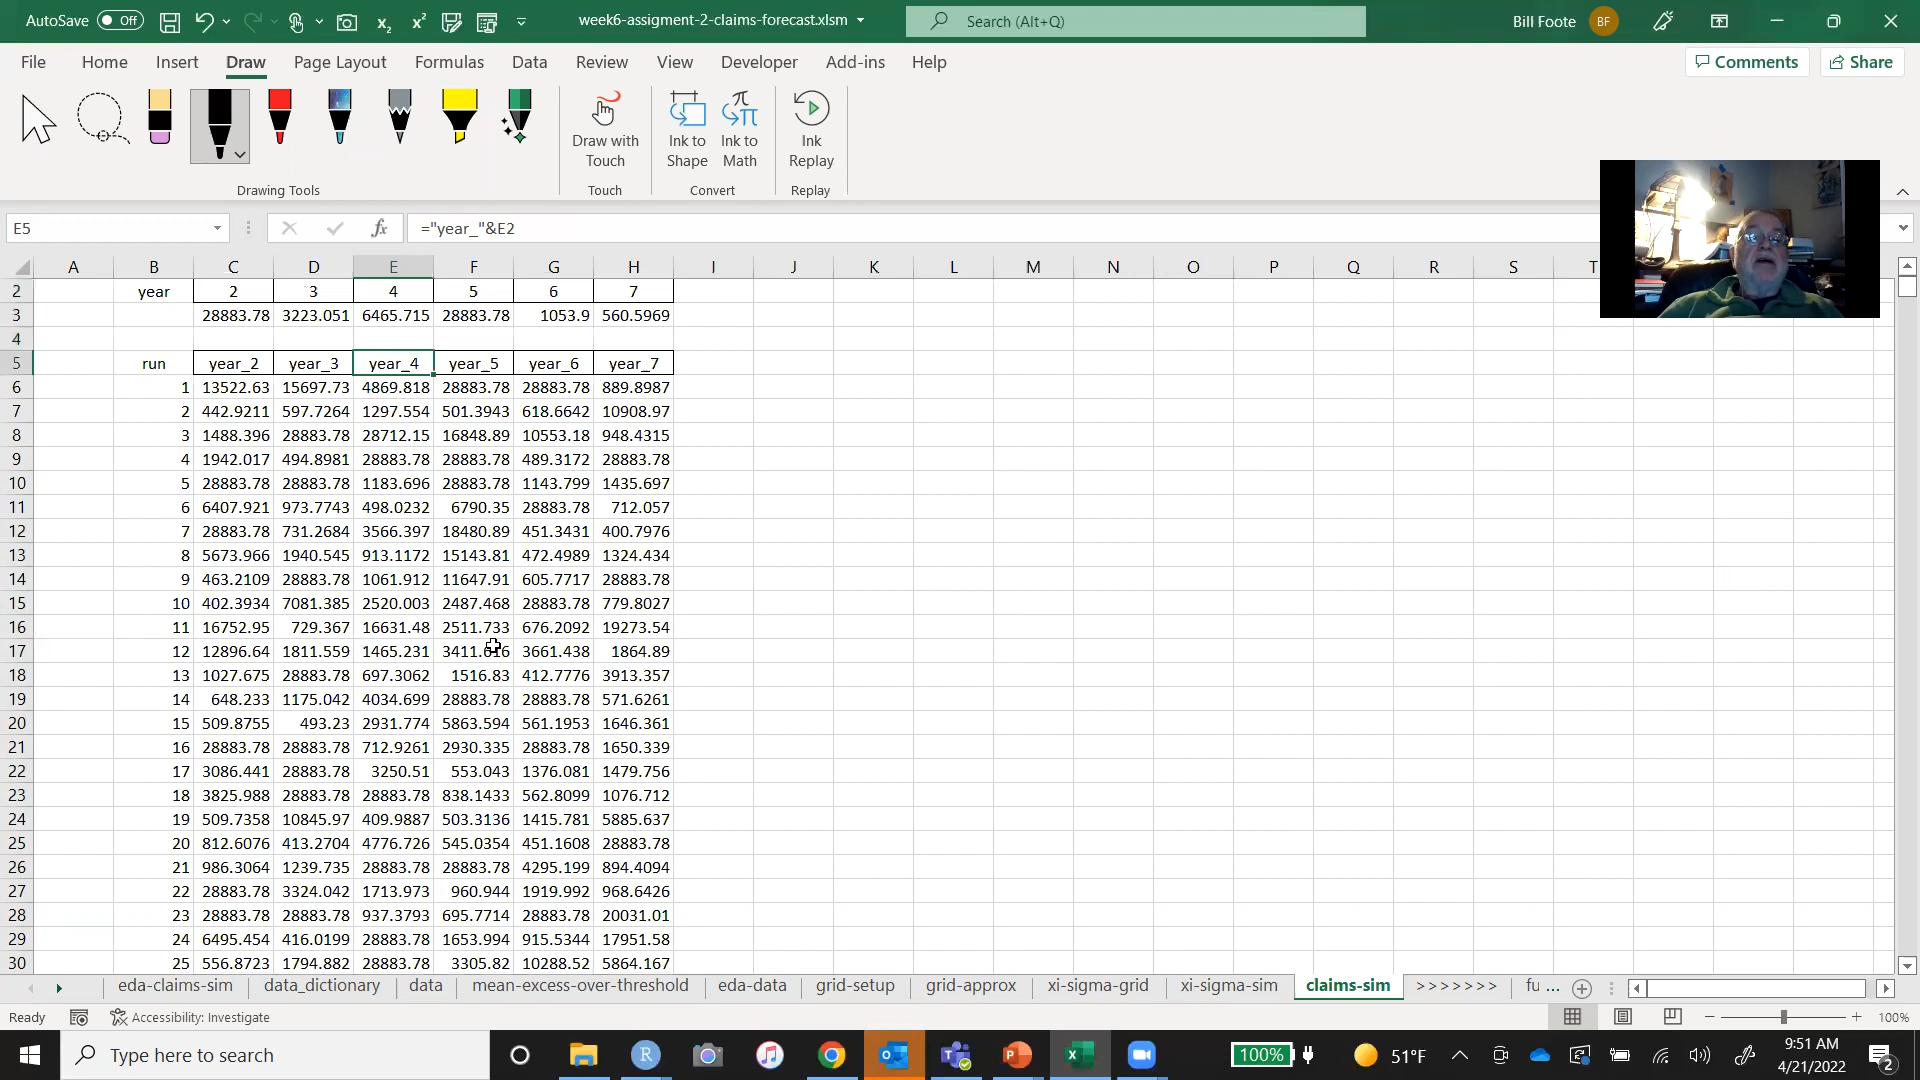 AutoSave Off x₂ x² week6-assigment-2-claims-forecast.xlsm Search (Alt+Q) Bill Foote BF
File Home Insert Draw Page Layout Formulas Data Review View Developer Add-ins Help Comments Share
Draw with Touch Ink to Shape Ink to Math Ink Replay
Drawing Tools Touch Convert Replay
E5 fx ="year_"&E2
A B C D E F G H I J K L M N O P Q R S T
2 year 2 3 4 5 6 7
3 28883.78 3223.051 6465.715 28883.78 1053.9 560.5969
4
5 run year_2 year_3 year_4 year_5 year_6 year_7
6 1 13522.63 15697.73 4869.818 28883.78 28883.78 889.8987
7 2 442.9211 597.7264 1297.554 501.3943 618.6642 10908.97
8 3 1488.396 28883.78 28712.15 16848.89 10553.18 948.4315
9 4 1942.017 494.8981 28883.78 28883.78 489.3172 28883.78
10 5 28883.78 28883.78 1183.696 28883.78 1143.799 1435.697
11 6 6407.921 973.7743 498.0232 6790.35 28883.78 712.057
12 7 28883.78 731.2684 3566.397 18480.89 451.3431 400.7976
13 8 5673.966 1940.545 913.1172 15143.81 472.4989 1324.434
14 9 463.2109 28883.78 1061.912 11647.91 605.7717 28883.78
15 10 402.3934 7081.385 2520.003 2487.468 28883.78 779.8027
16 11 16752.95 729.367 16631.48 2511.733 676.2092 19273.54
17 12 12896.64 1811.559 1465.231 3661.438 1864.89
18 13 1027.675 28883.78 697.3062 1516.83 412.7776 3913.357
19 14 648.233 1175.042 4034.699 28883.78 28883.78 571.6261
20 15 509.8755 493.23 2931.774 5863.594 561.1953 1646.361
21 16 28883.78 28883.78 712.9261 2930.335 28883.78 1650.339
22 17 3086.441 28883.78 3250.51 553.043 1376.081 1479.756
23 18 3825.988 28883.78 28883.78 838.1433 562.8099 1076.712
24 19 509.7358 10845.97 409.9887 503.3136 1415.781 5885.637
25 20 812.6076 413.2704 4776.726 545.0354 451.1608 28883.78
26 21 986.3064 1239.735 28883.78 28883.78 4295.199 894.4094
27 22 28883.78 3324.042 1713.973 960.944 1919.992 968.6426
28 23 28883.78 28883.78 937.3793 695.7714 28883.78 20031.01
29 24 6495.454 416.0199 28883.78 1653.994 915.5344 17951.58
30 25 556.8723 1794.882 28883.78 3305.82 10288.52 5864.167
eda-claims-sim data_dictionary data mean-excess-over-threshold eda-data grid-setup grid-approx xi-sigma-grid xi-sigma-sim claims-sim >>>>>>> fu ...
Ready Accessibility: Investigate 100%
Type here to search 100% 51°F 9:51 AM
4/21/2022 2